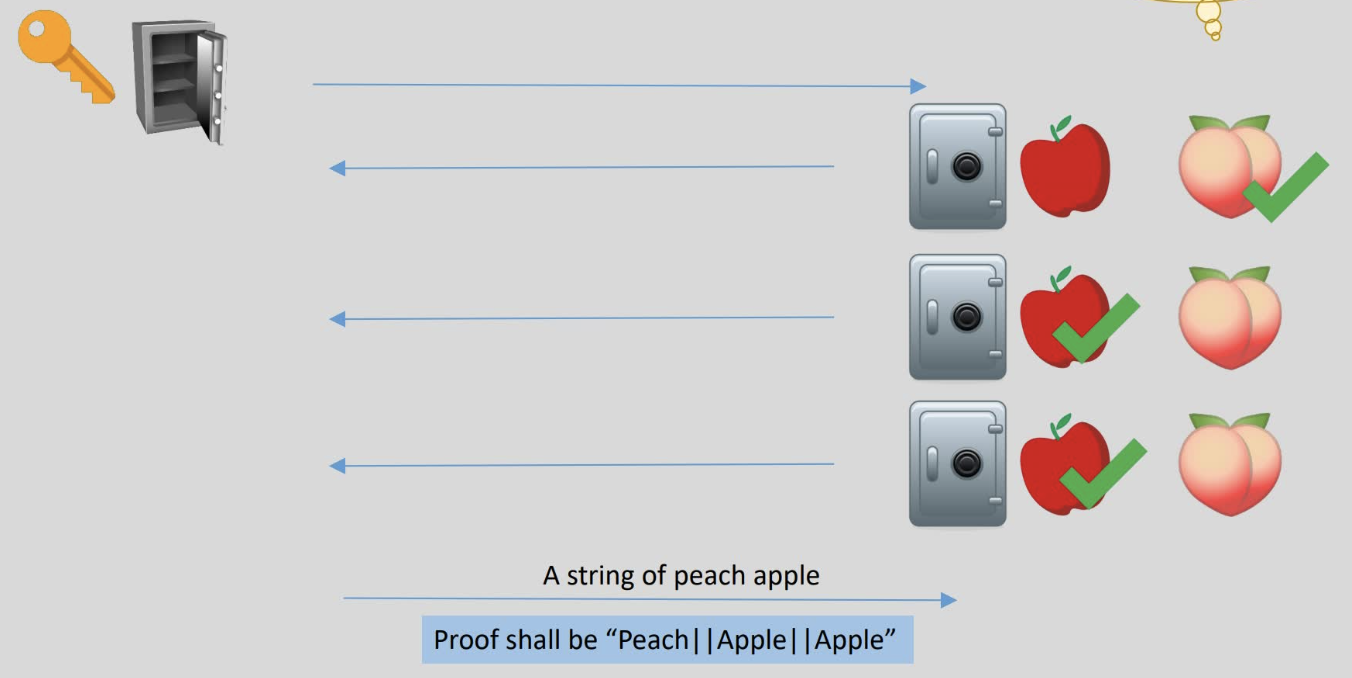 A string of peach apple
Proof shall be “Peach||Apple||Apple”